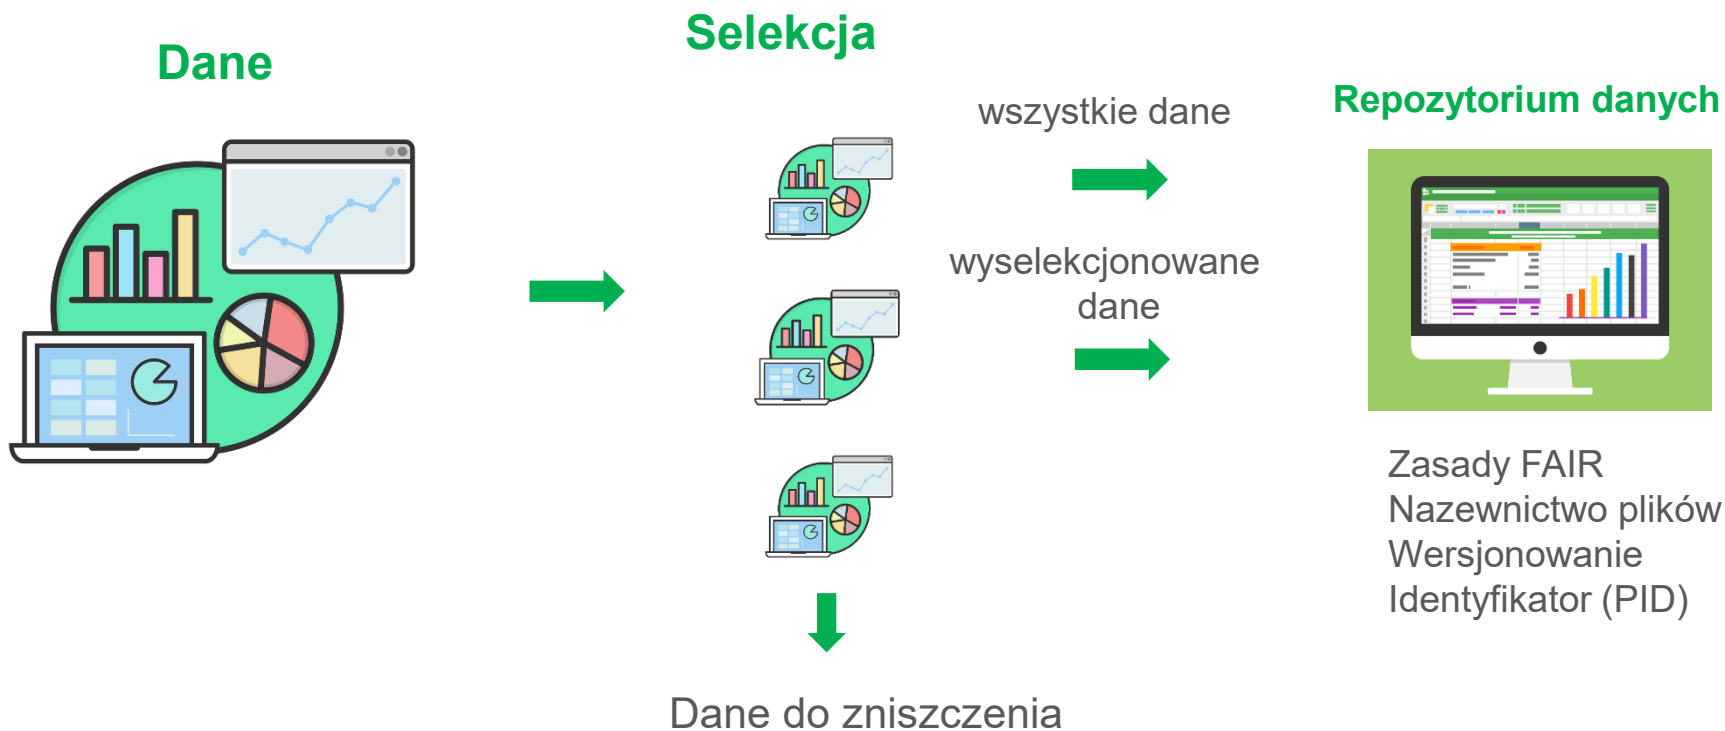 Dane
Selekcja
wszystkie dane
wyselekcjonowane
dane
Dane do zniszczenia
Repozytorium danych
Zasady FAIR
Nazewnictwo plików
Wersjonowanie
Identyfikator (PID)